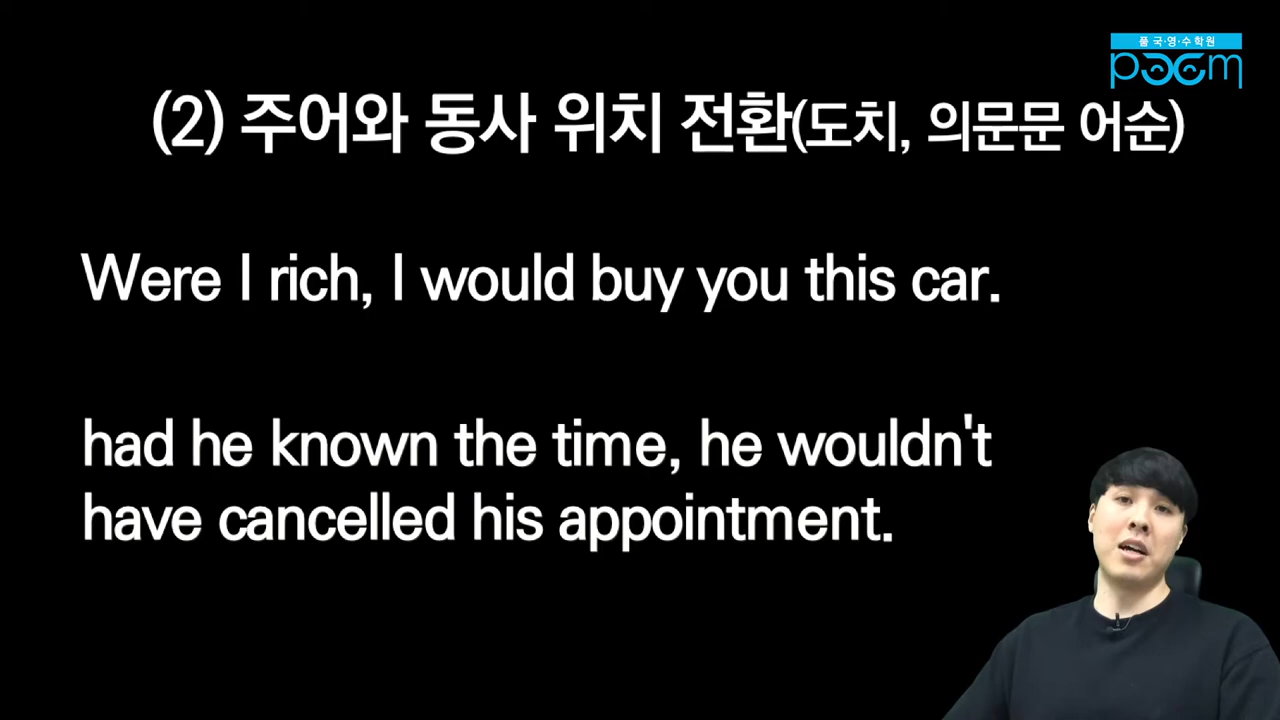 품 국·영·수 학원
poem
(2) 주어와 동사 위치 전환(도치, 의문문 어순)
Were I rich, I would buy you this car.
had he known the time, he wouldn't
have cancelled his appointment.